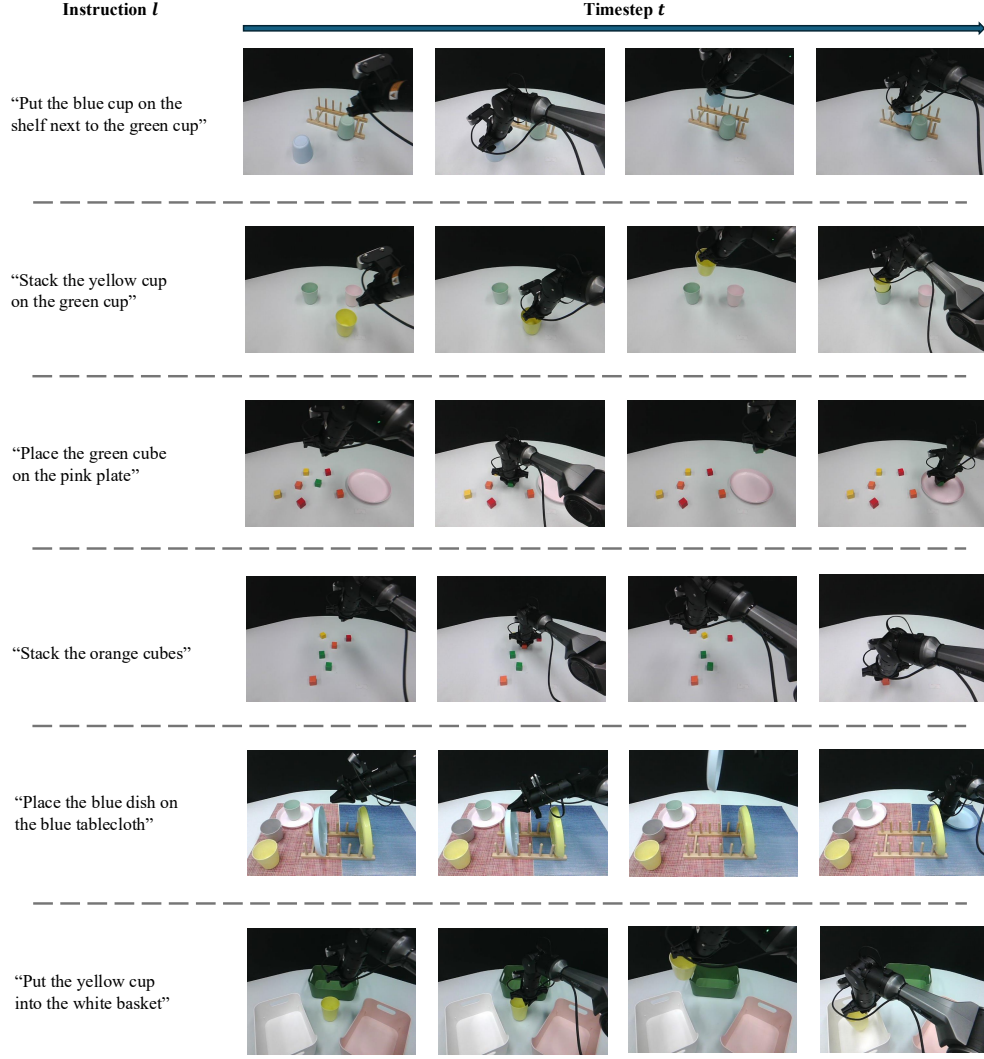 Instruction l
Timestep t
“Put the blue cup on the
shelf next to the green cup”
“Stack the yellow cup
on the green cup”
“Place the green cube
on the pink plate”
“Stack the orange cubes”
“Place the blue dish on
the blue tablecloth”
“Put the yellow cup
into the white basket”